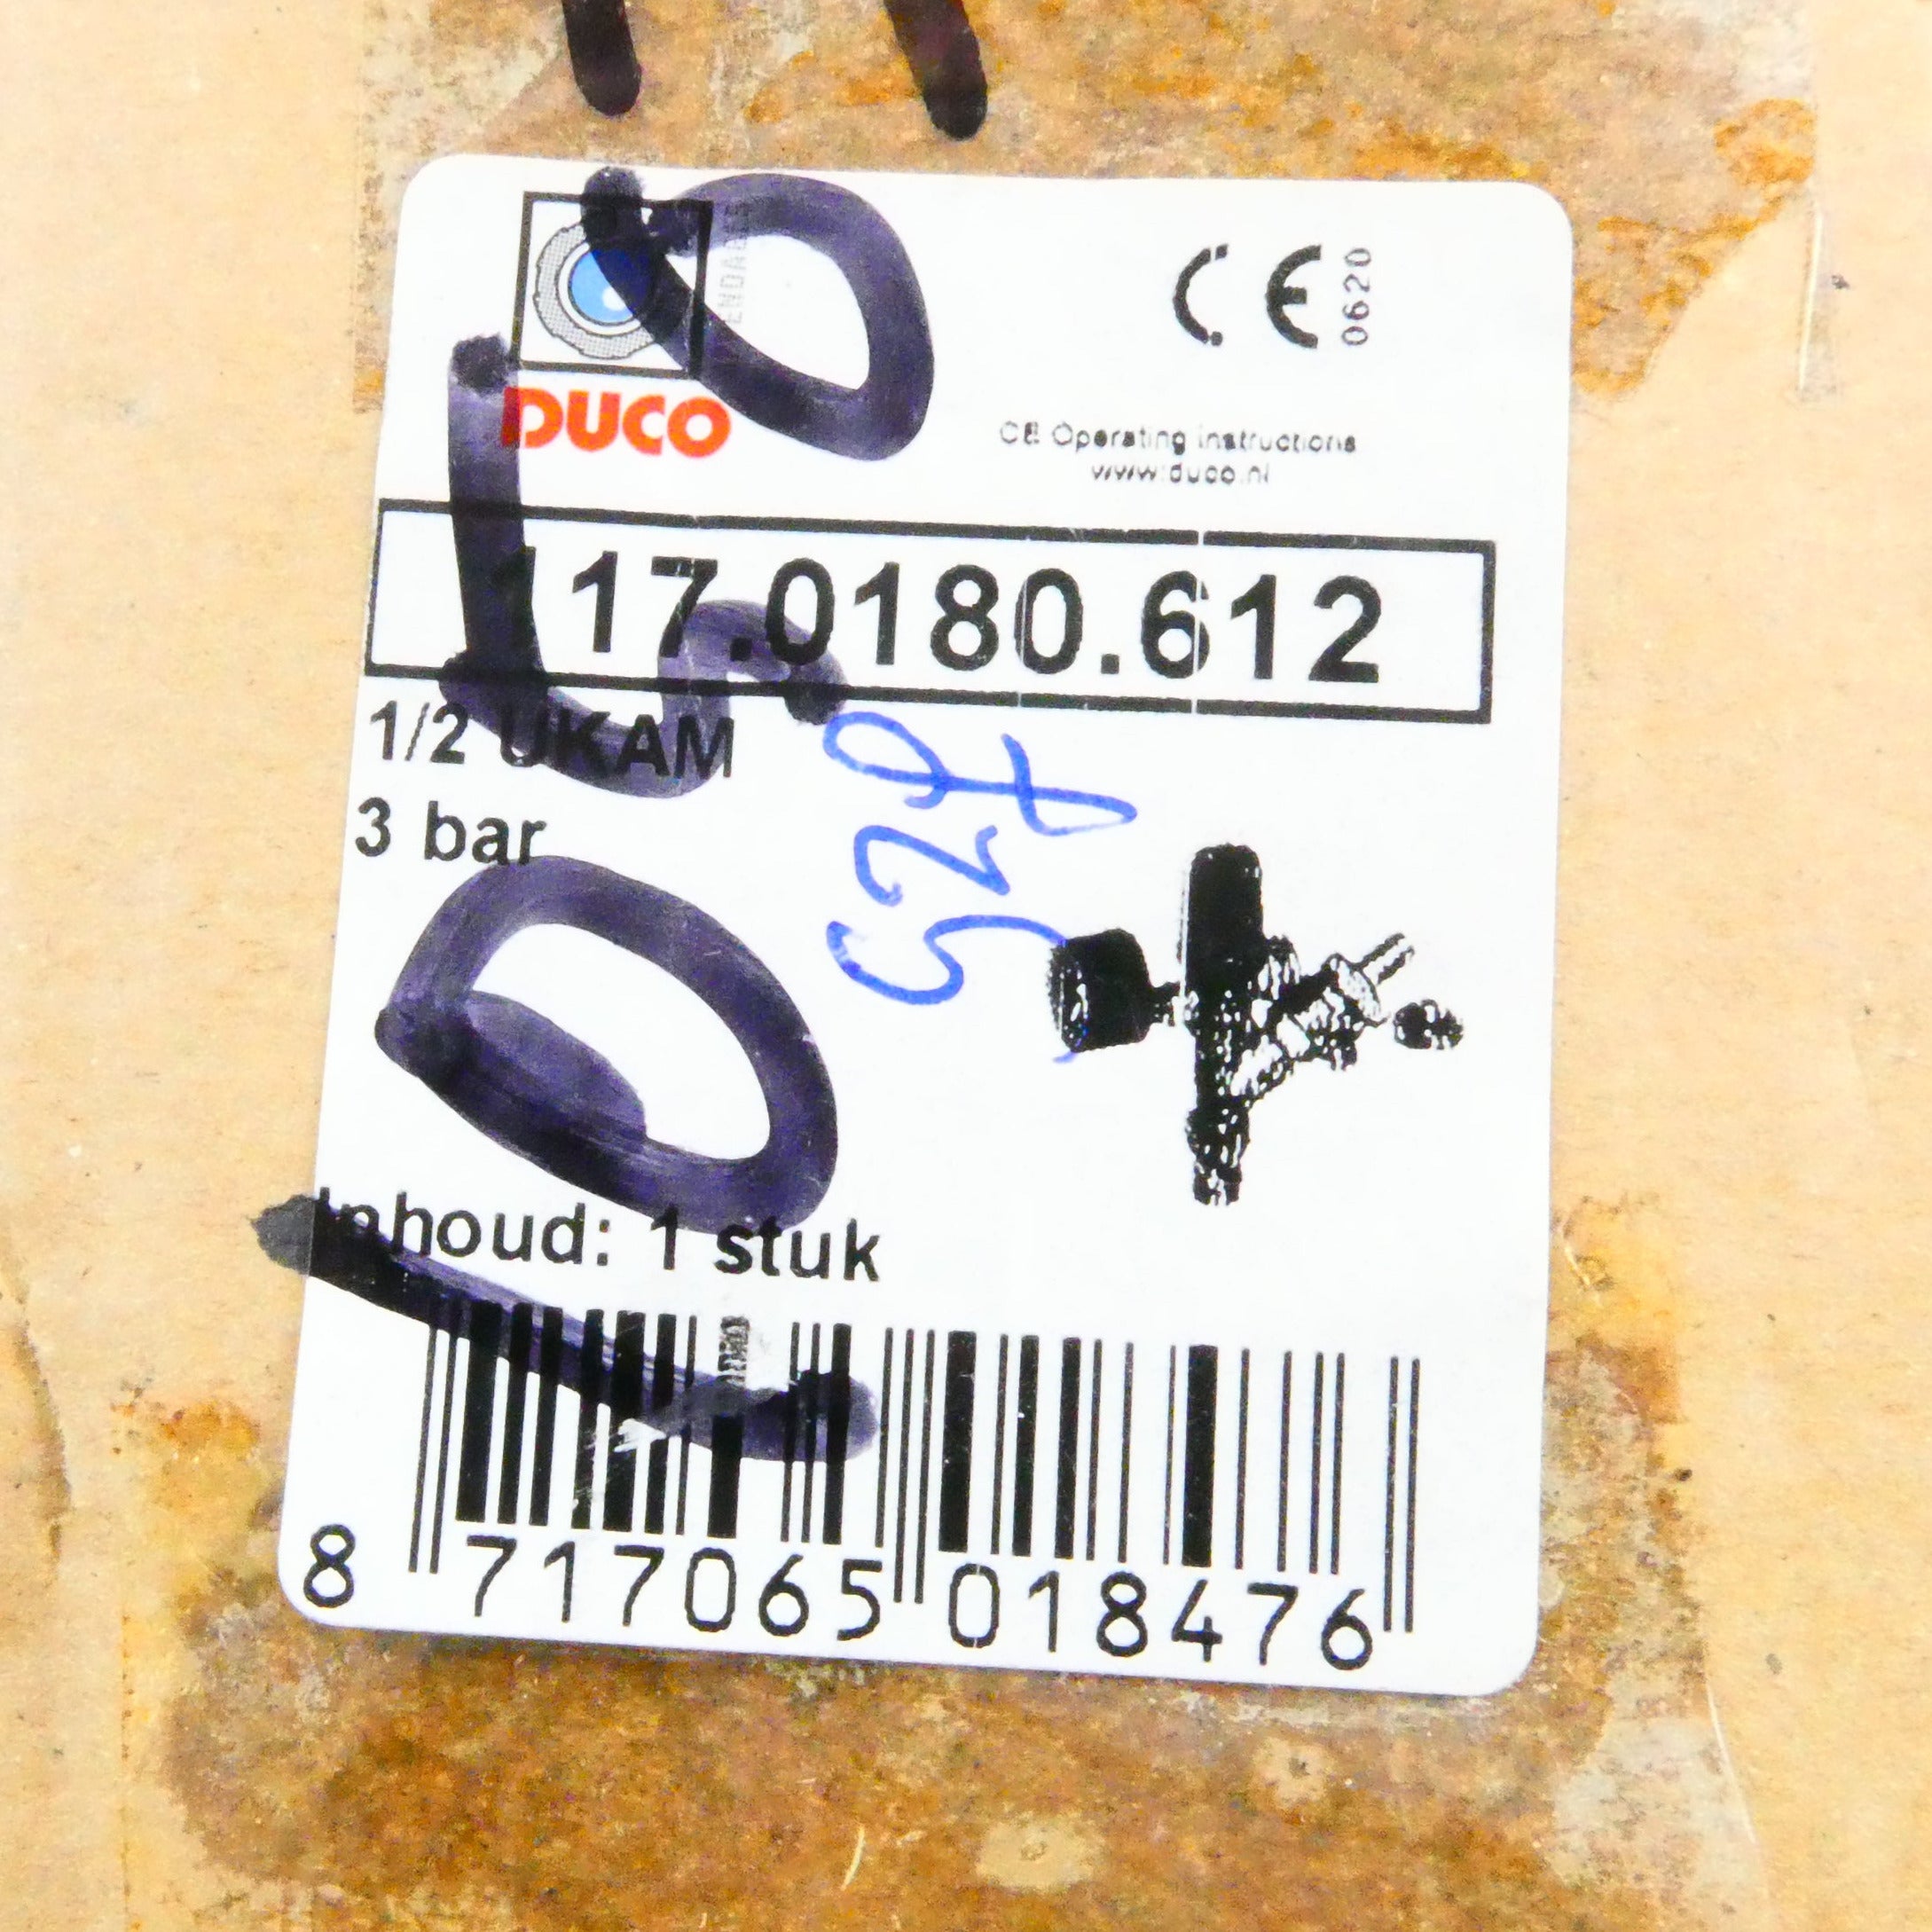 DUCO
CE 0620
CE Operating instructions
www.duco.nl
117.0180.612
1/2 UKAM
3 bar
527
Inhoud: 1 stuk
8 717065 018476